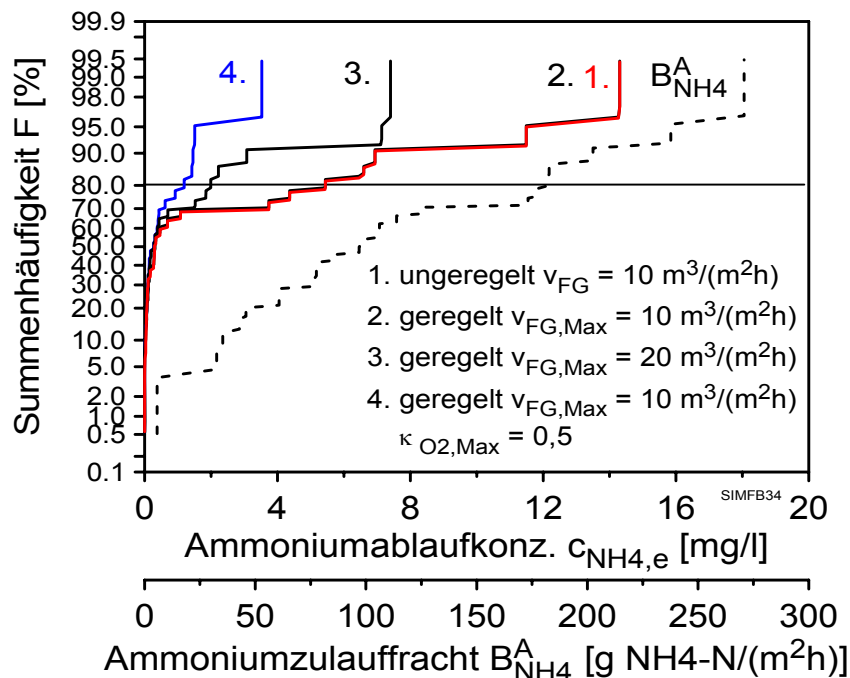 99.9
99.5
99.0
98.0
95.0
90.0
80.0
70.0
60.0
50.0
40.0
30.0
20.0
10.0
5.0
2.0
1.0
0.5
0.1
Summenhäufigkeit F [%]
4.
3.
2. 1.
B^A_NH4
1. ungeregelt v_FG = 10 m³/(m²h)
2. geregelt v_FG,Max = 10 m³/(m²h)
3. geregelt v_FG,Max = 20 m³/(m²h)
4. geregelt v_FG,Max = 10 m³/(m²h)
κ_O2,Max = 0,5
SIMFB34
0 4 8 12 16 20
Ammoniumablaufkonz. c_NH4,e [mg/l]
0 50 100 150 200 250 300
Ammoniumzulauffracht B^A_NH4 [g NH4-N/(m²h)]